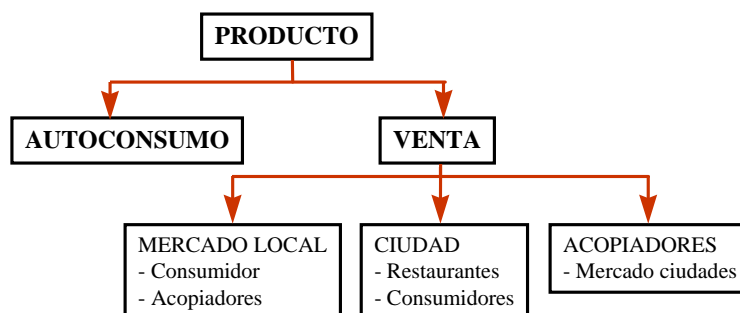 PRODUCTO
AUTOCONSUMO
VENTA
MERCADO LOCAL
- Consumidor
- Acopiadores
CIUDAD
- Restaurantes
- Consumidores
ACOPIADORES
- Mercado ciudades